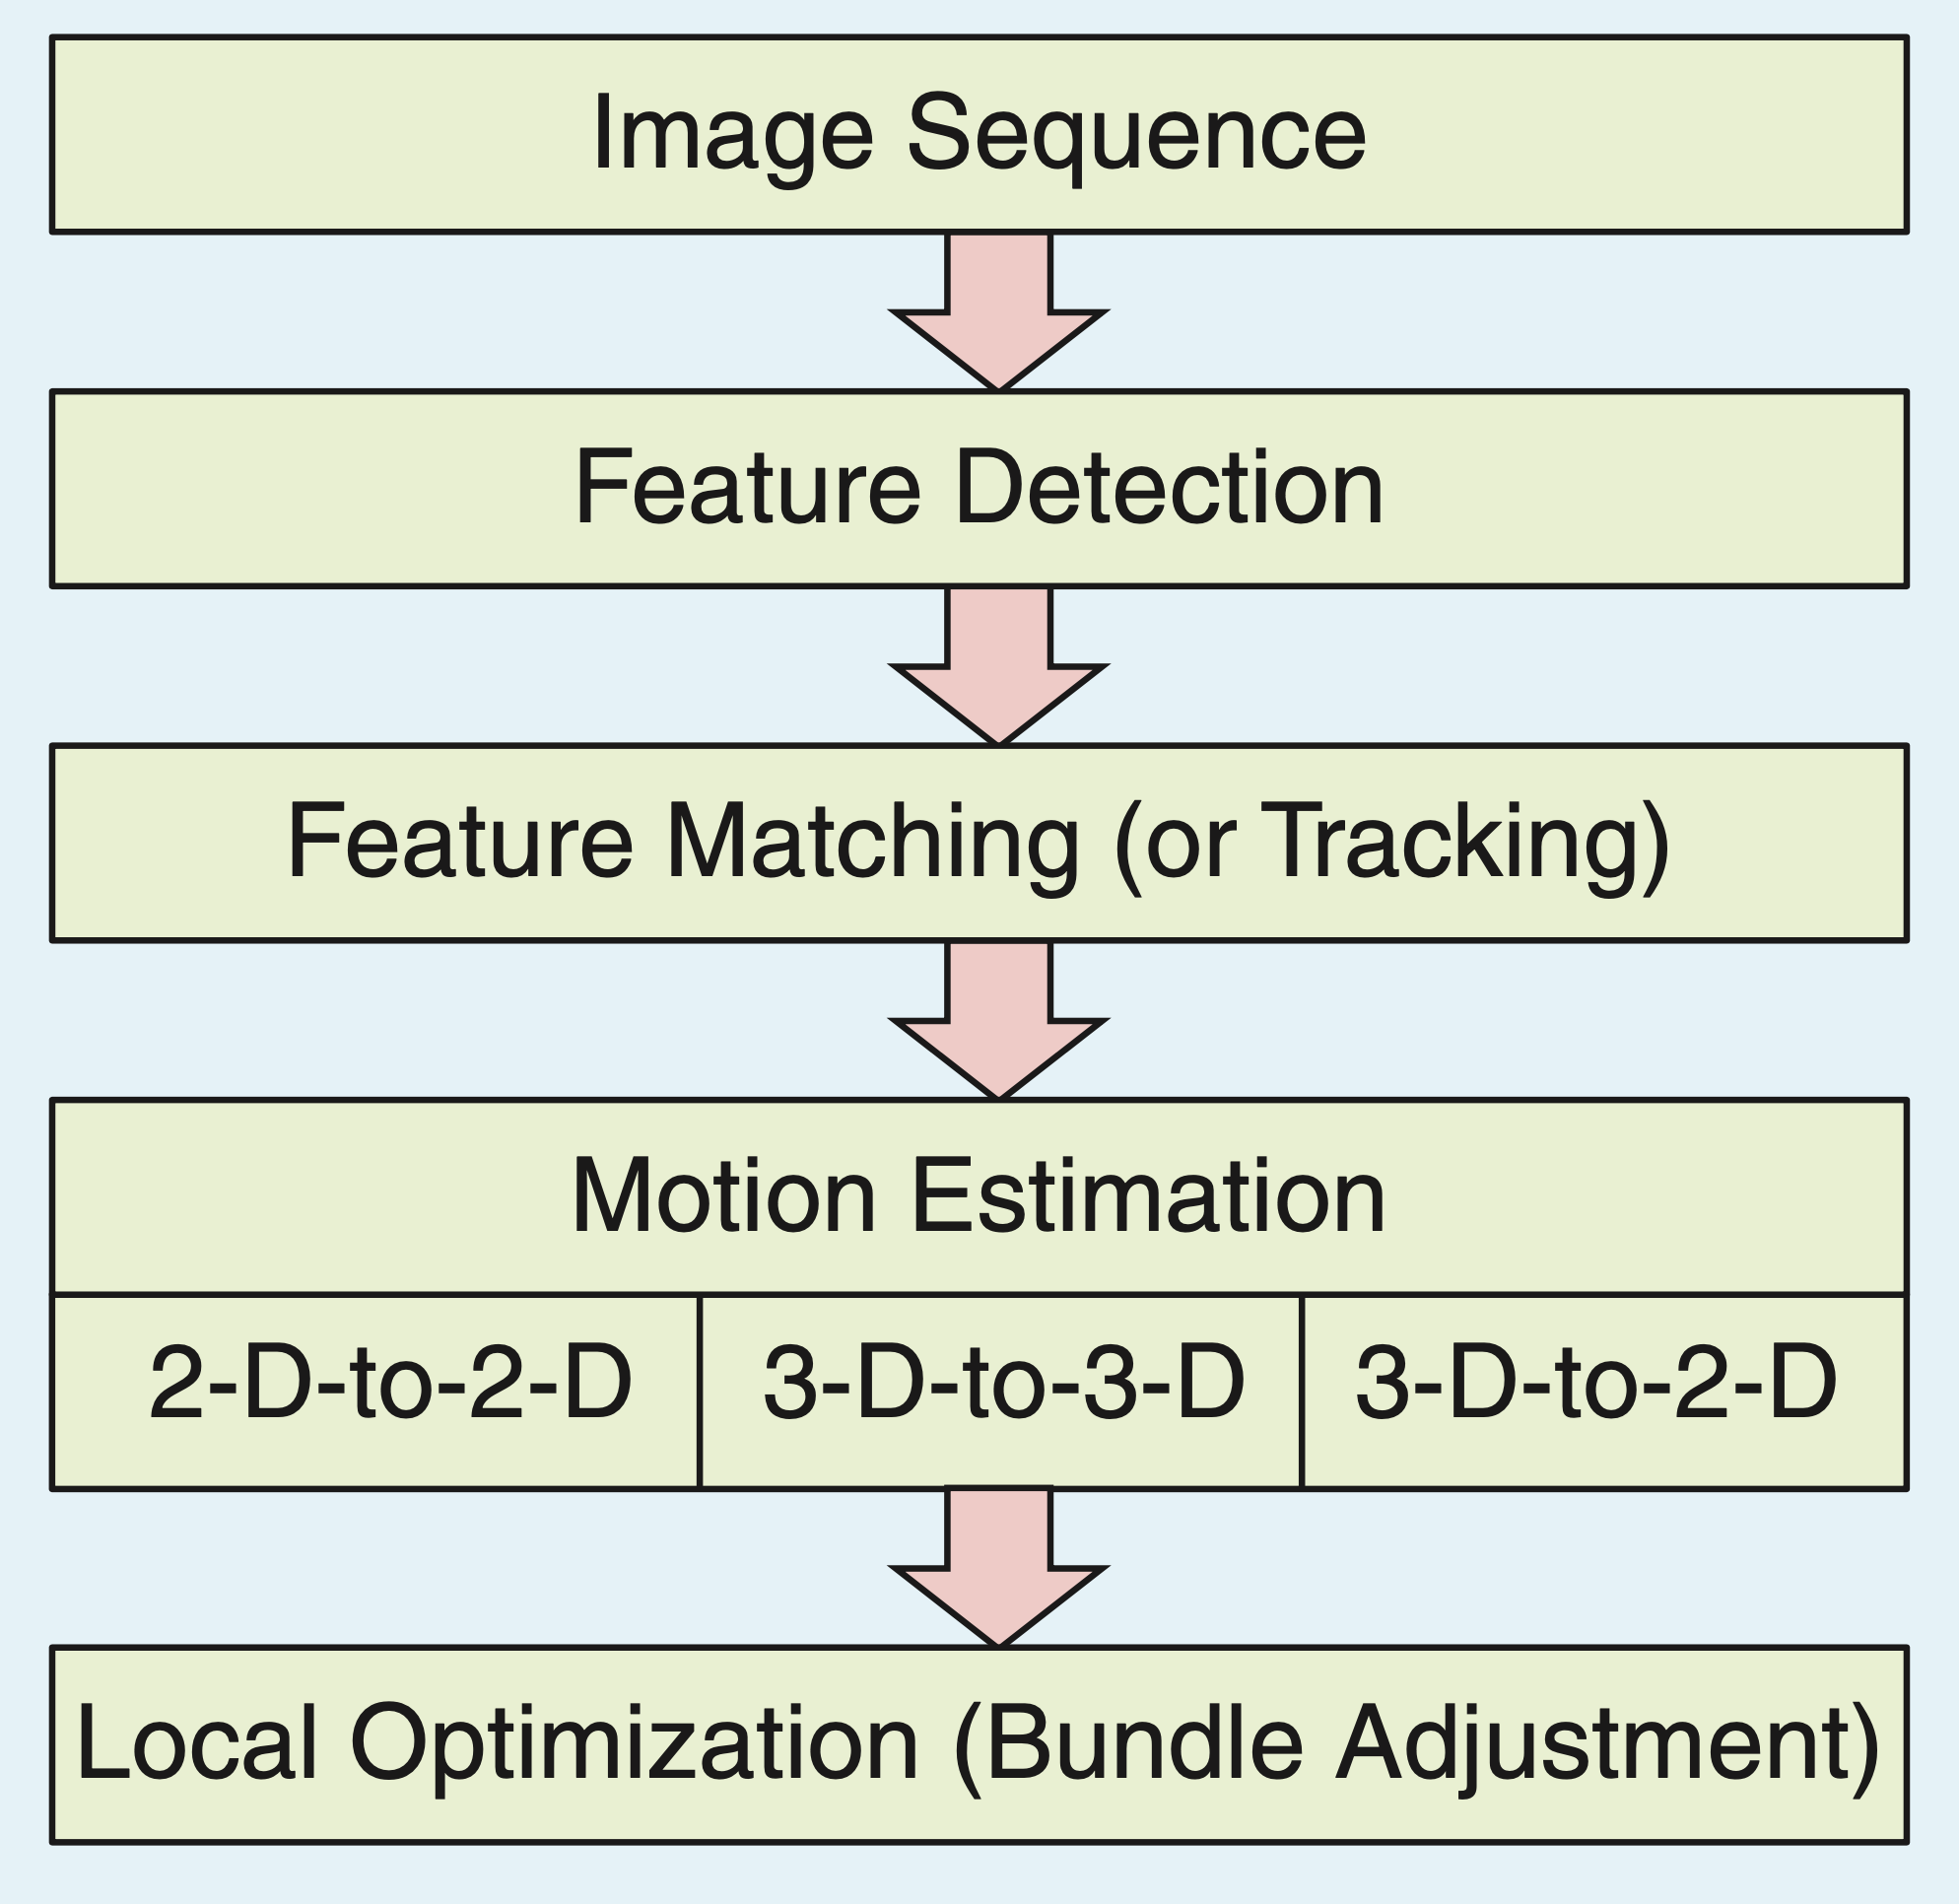 Image Sequence
Feature Detection
Feature Matching (or Tracking)
Motion Estimation
2-D-to-2-D
3-D-to-3-D
3-D-to-2-D
Local Optimization (Bundle Adjustment)